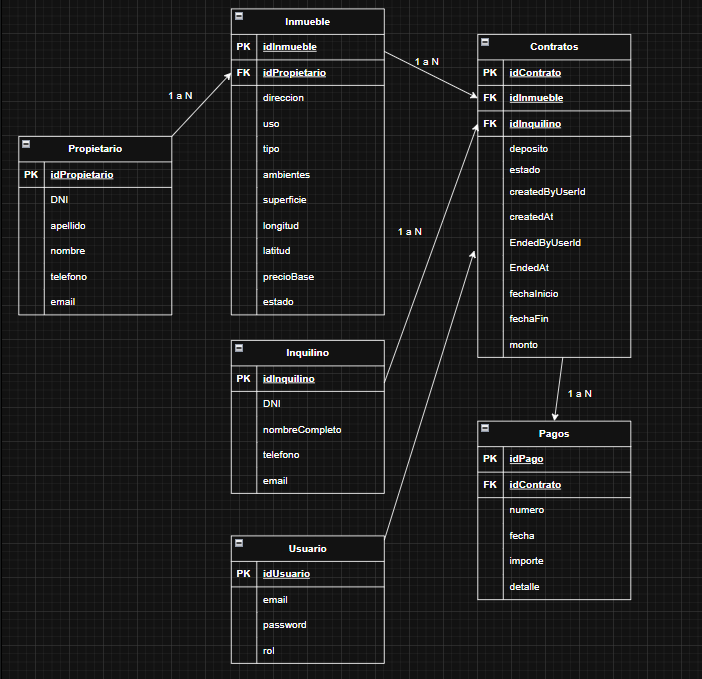 Inmueble
PK idInmueble
FK idPropietario
direccion
uso
tipo
ambientes
superficie
longitud
latitud
precioBase
estado
1 a N
Contratos
PK idContrato
FK idInmueble
FK idInquilino
deposito
estado
createdByUserId
createdAt
EndedByUserId
EndedAt
fechaInicio
fechaFin
monto
1 a N
Propietario
PK idPropietario
DNI
apellido
nombre
telefono
email
1 a N
Inquilino
PK idInquilino
DNI
nombreCompleto
telefono
email
1 a N
Pagos
PK idPago
FK idContrato
numero
fecha
importe
detalle
Usuario
PK idUsuario
email
password
rol